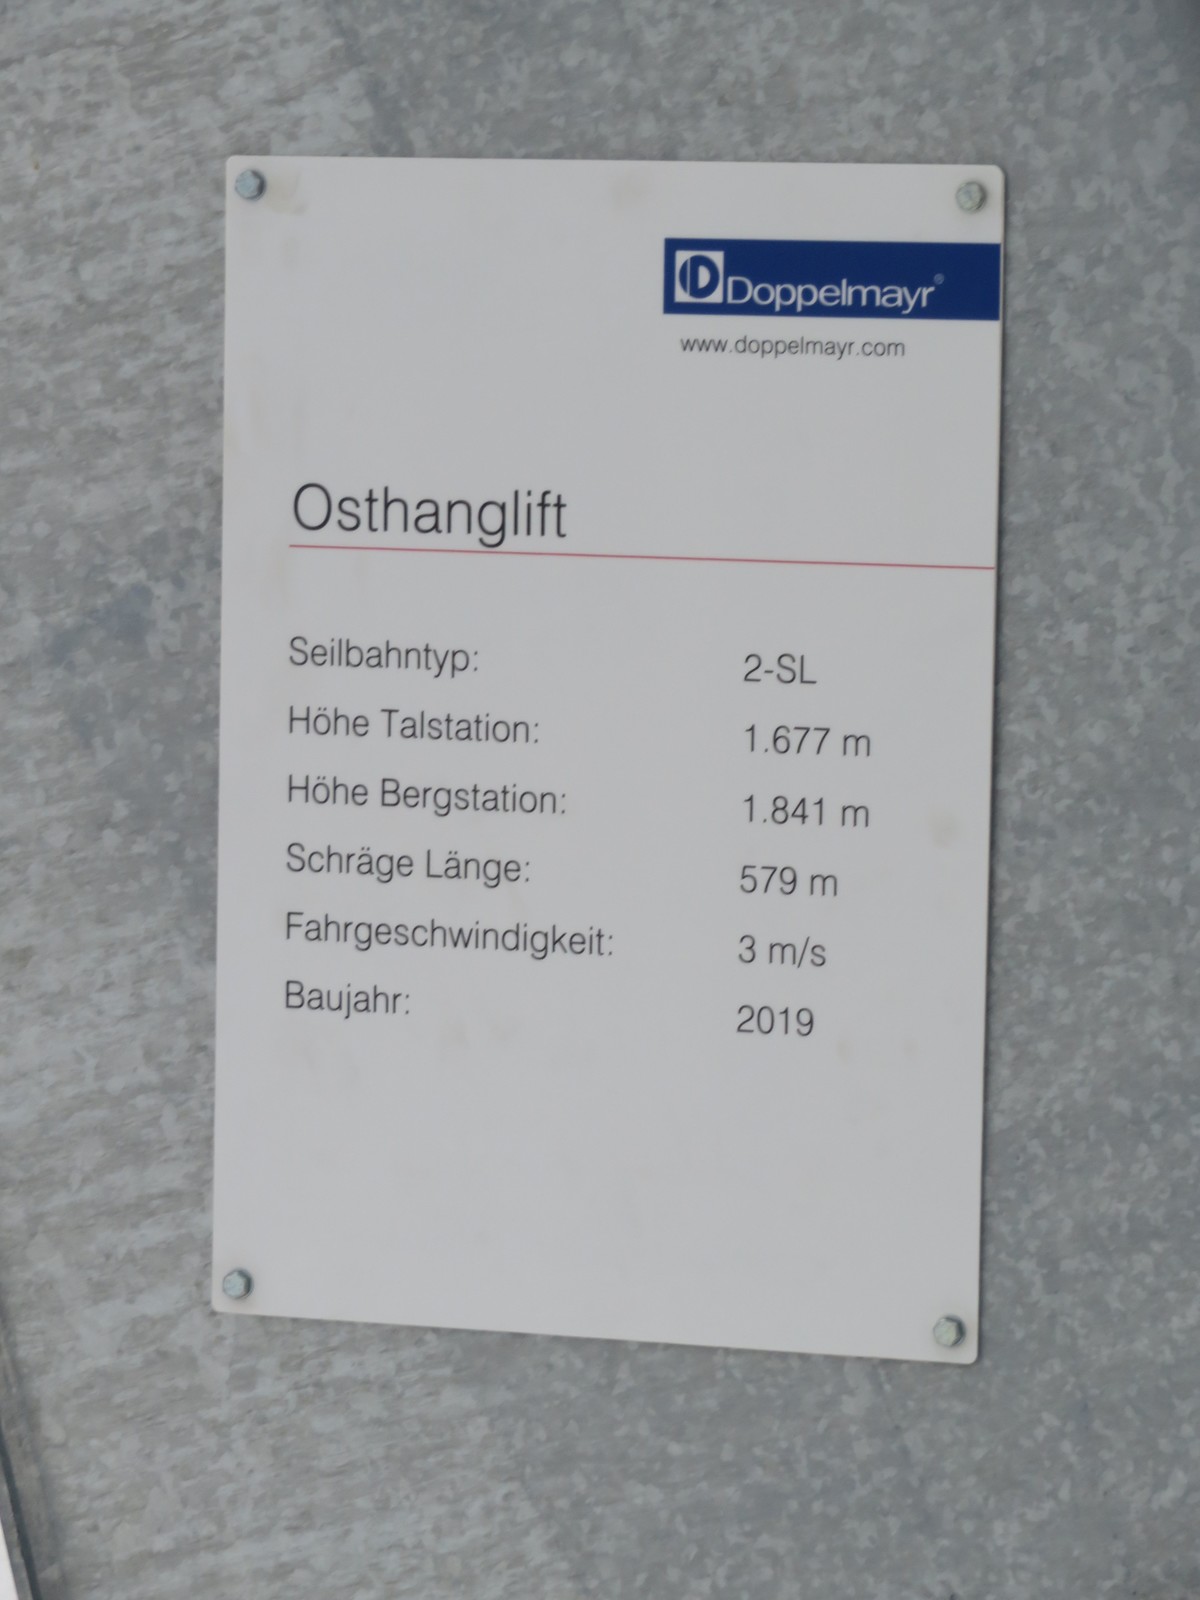 Doppelmayr®
www.doppelmayr.com
Osthanglift
Seilbahntyp: 2-SL
Höhe Talstation: 1.677 m
Höhe Bergstation: 1.841 m
Schräge Länge: 579 m
Fahrgeschwindigkeit: 3 m/s
Baujahr: 2019